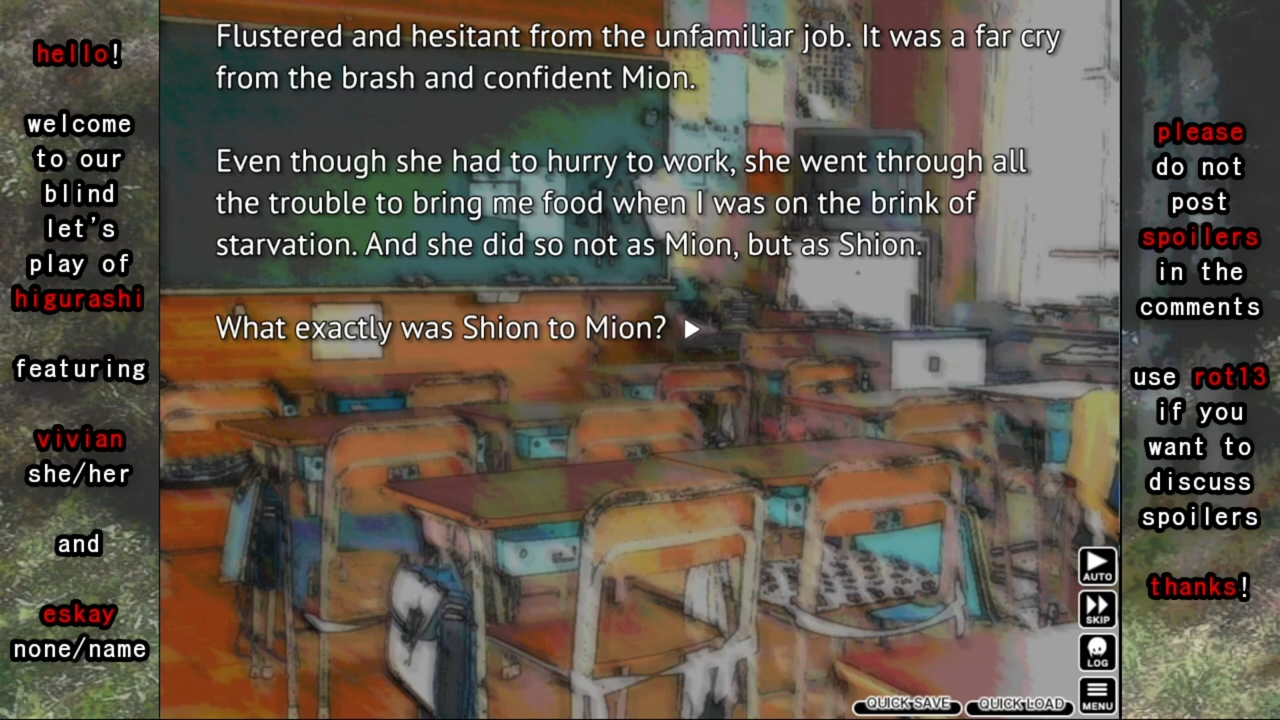 hello!
welcome
to our
blind
let's
play of
higurashi
featuring
vivian
she/her
and
eskay
none/name
Flustered and hesitant from the unfamiliar job. It was a far cry
from the brash and confident Mion.
Even though she had to hurry to work, she went through all
the trouble to bring me food when I was on the brink of
starvation. And she did so not as Mion, but as Shion.
What exactly was Shion to Mion?
please
do not
post
spoilers
in the
comments
use rot13
if you
want to
discuss
spoilers
thanks!
AUTO
SKIP
LOG
MENU
QUICK SAVE QUICK LOAD